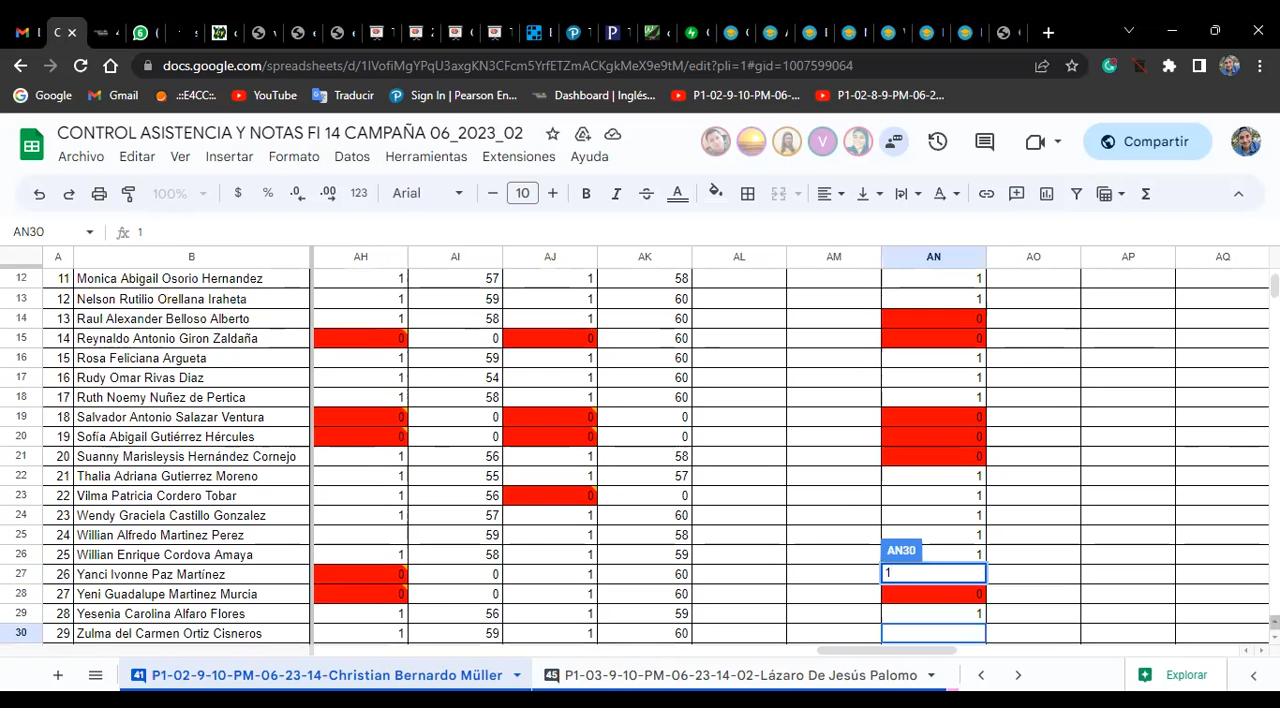 docs.google.com/spreadsheets/d/1IVofiMgYPqU3axgKN3CFcm5YrfETZmACKgkMeX9e9tM/edit?pli=1#gid=1007599064
Google Gmail .::E4CC::. YouTube Traducir Sign In | Pearson En... Dashboard | Inglés... P1-02-9-10-PM-06-... P1-02-8-9-PM-06-2...
CONTROL ASISTENCIA Y NOTAS FI 14 CAMPAÑA 06_2023_02
Archivo Editar Ver Insertar Formato Datos Herramientas Extensiones Ayuda
V
Compartir
100% $ % .0 .00 123 Arial 10 B I A Σ
AN30 fx 1
A B AH AI AJ AK AL AM AN AO AP AQ
12 11 Monica Abigail Osorio Hernandez 1 57 1 58 1
13 12 Nelson Rutilio Orellana Iraheta 1 59 1 60 1
14 13 Raul Alexander Belloso Alberto 1 58 1 60 0
15 14 Reynaldo Antonio Giron Zaldaña 0 0 0 60 0
16 15 Rosa Feliciana Argueta 1 59 1 60 1
17 16 Rudy Omar Rivas Diaz 1 54 1 60 1
18 17 Ruth Noemy Nuñez de Pertica 1 58 1 60 1
19 18 Salvador Antonio Salazar Ventura 0 0 0 0 0
20 19 Sofía Abigail Gutiérrez Hércules 0 0 0 0 0
21 20 Suanny Marisleysis Hernández Cornejo 1 56 1 58 0
22 21 Thalia Adriana Gutierrez Moreno 1 55 1 57 1
23 22 Vilma Patricia Cordero Tobar 1 56 0 0 1
24 23 Wendy Graciela Castillo Gonzalez 1 57 1 60 1
25 24 Willian Alfredo Martinez Perez 59 1 58 1
26 25 Willian Enrique Cordova Amaya 1 58 1 59 AN30 1
27 26 Yanci Ivonne Paz Martínez 0 0 1 60 1
28 27 Yeni Guadalupe Martinez Murcia 0 0 1 60 0
29 28 Yesenia Carolina Alfaro Flores 1 56 1 59 1
30 29 Zulma del Carmen Ortiz Cisneros 1 59 1 60
41 P1-02-9-10-PM-06-23-14-Christian Bernardo Müller 45 P1-03-9-10-PM-06-23-14-02-Lázaro De Jesús Palomo Explorar